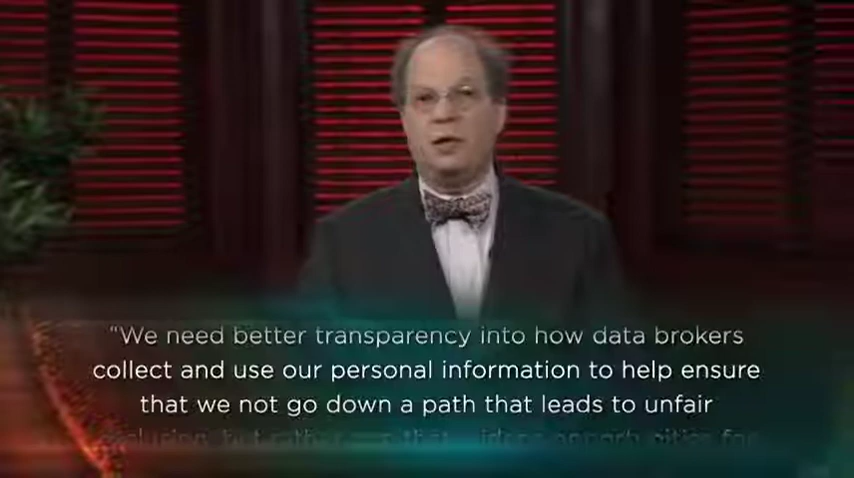 "We need better transparency into how data brokers
collect and use our personal information to help ensure
that we not go down a path that leads to unfair